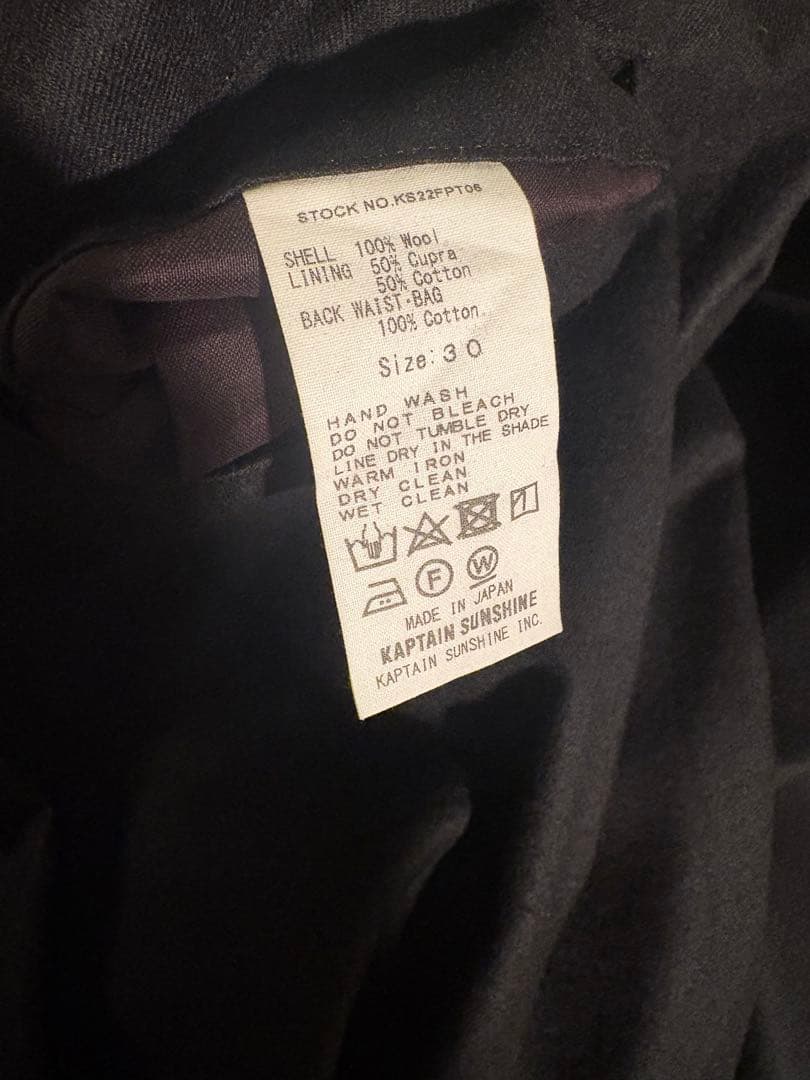 STOCK NO.KS22FPT06
SHELL 100% Wool
LINING 50% Cupra
50% Cotton
BACK WAIST・BAG
100% Cotton
Size:30
HAND WASH
DO NOT BLEACH
DO NOT TUMBLE DRY
LINE DRY IN THE SHADE
WARM IRON
DRY CLEAN
WET CLEAN
F W
MADE IN JAPAN
KAPTAIN SUNSHINE
KAPTAIN SUNSHINE INC.